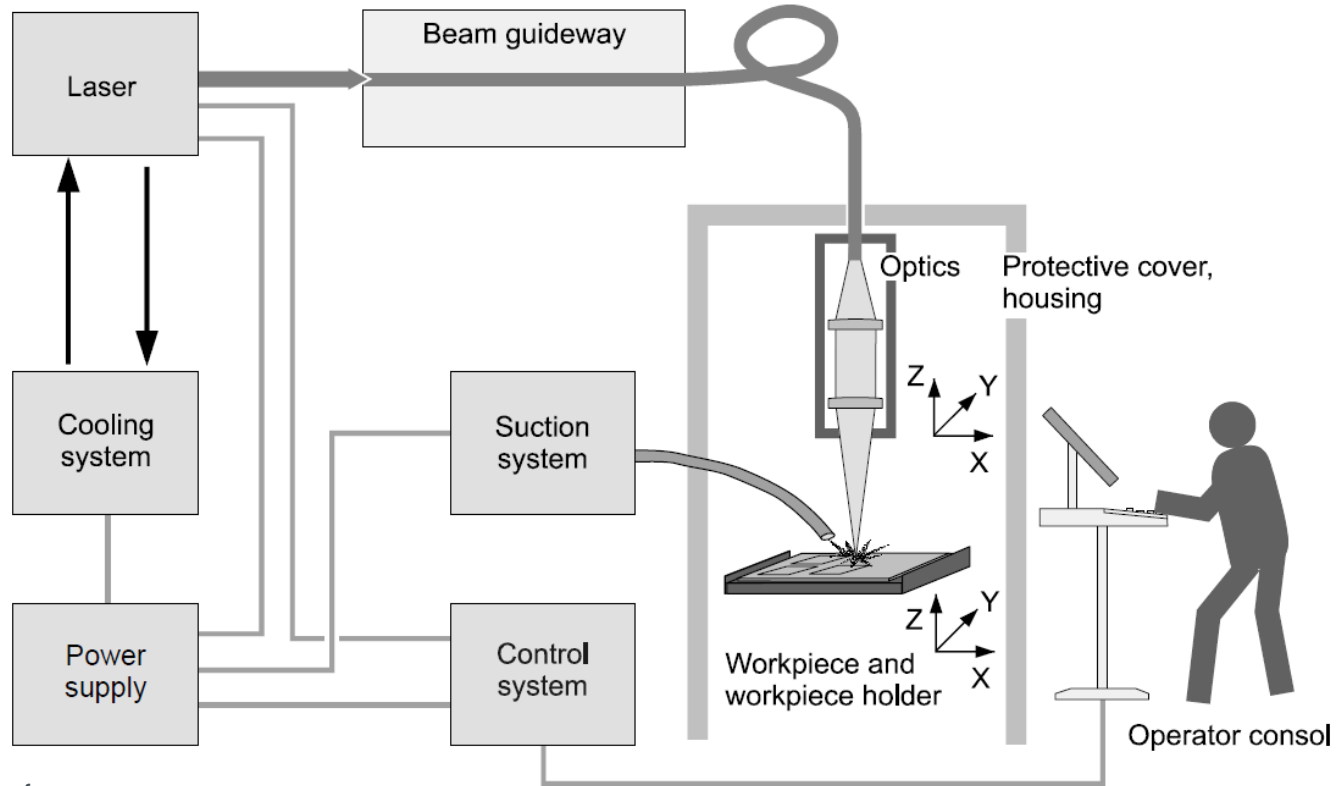 Beam guideway
Laser
Optics
Protective cover,
housing
Z
Y
X
Cooling
system
Suction
system
Z
Y
X
Power
supply
Control
system
Workpiece and
workpiece holder
Operator consol